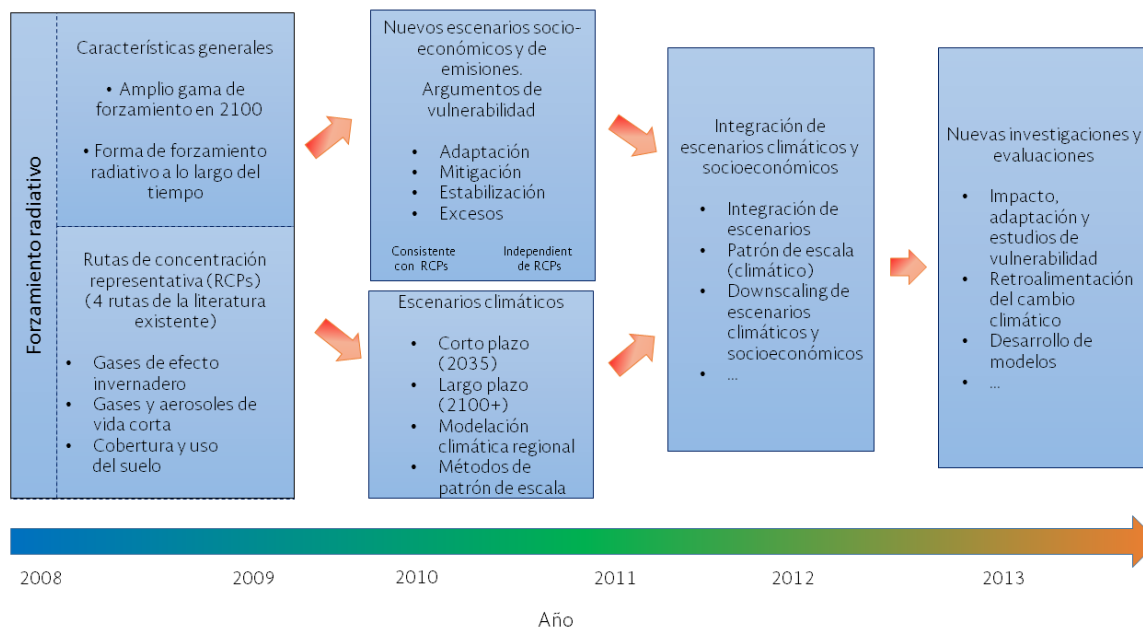 Forzamiento radiativo
Características generales
• Amplio gama de
forzamiento en 2100
• Forma de forzamiento
radiativo a lo largo del
tiempo
Rutas de concentración
representativa (RCPs)
(4 rutas de la literatura
existente)
• Gases de efecto
invernadero
• Gases y aerosoles de
vida corta
• Cobertura y uso
del suelo
Nuevos escenarios socio-
económicos y de
emisiones.
Argumentos de
vulnerabilidad
• Adaptación
• Mitigación
• Estabilización
• Excesos
Consistente
con RCPs
Independient
de RCPs
Escenarios climáticos
• Corto plazo
(2035)
• Largo plazo
(2100+)
• Modelación
climática regional
• Métodos de
patrón de escala
Integración de
escenarios climáticos y
socioeconómicos
• Integración de
escenarios
• Patrón de escala
(climático)
• Downscaling de
escenarios
climáticos y
socioeconómicos
• ...
Nuevas investigaciones y
evaluaciones
• Impacto,
adaptación y
estudios de
vulnerabilidad
• Retroalimentación
del cambio
climático
• Desarrollo de
modelos
• ...
2008 2009 2010 2011 2012 2013
Año